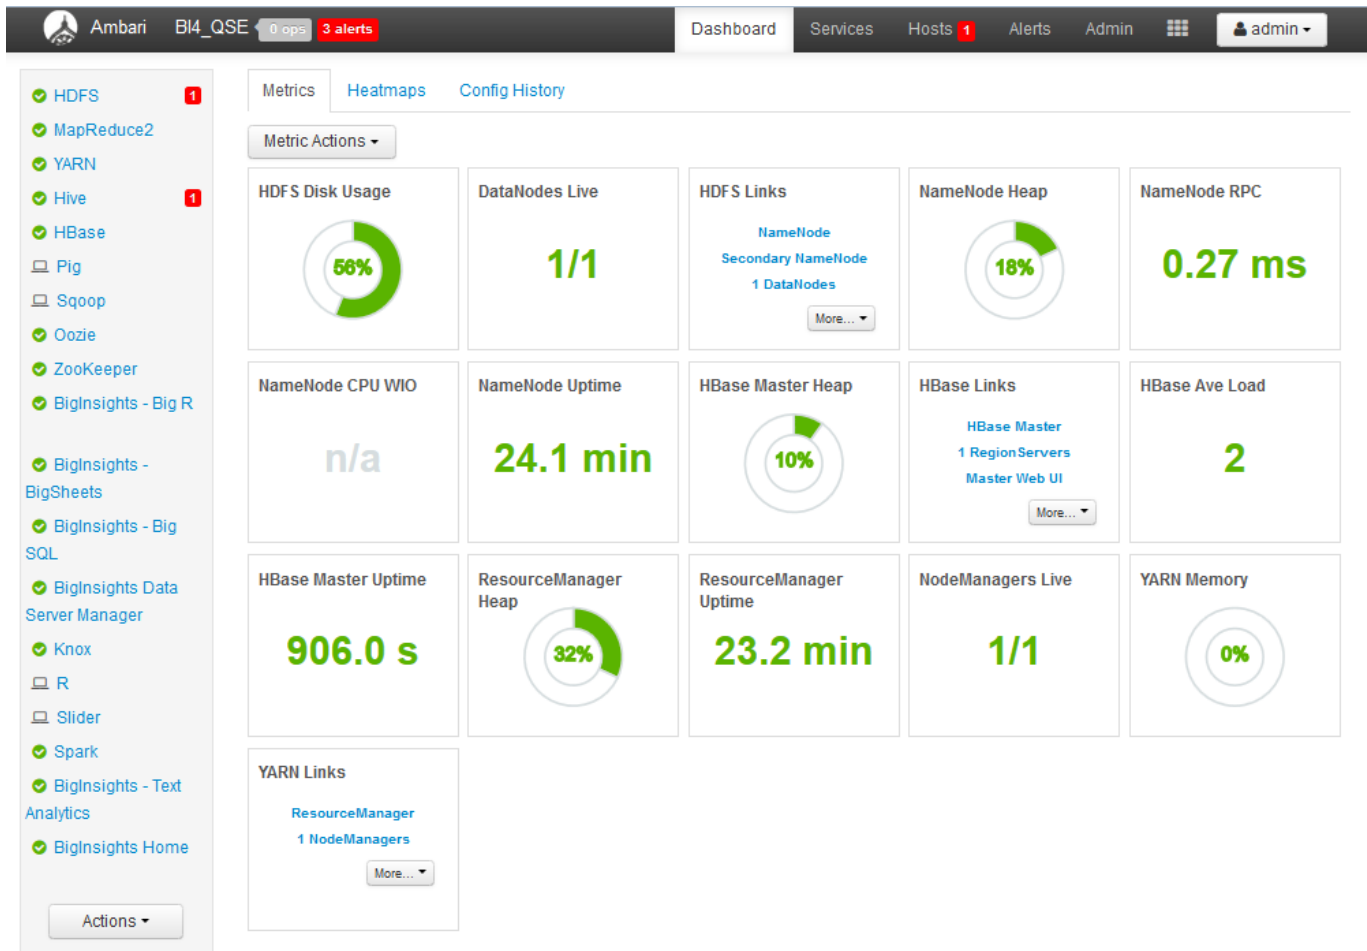 Ambari BI4_QSE 0 ops 3 alerts Dashboard Services Hosts 1 Alerts Admin admin
HDFS 1
MapReduce2
YARN
Hive 1
HBase
Pig
Sqoop
Oozie
ZooKeeper
BigInsights - Big R
BigInsights -
BigSheets
BigInsights - Big
SQL
BigInsights Data
Server Manager
Knox
R
Slider
Spark
BigInsights - Text
Analytics
BigInsights Home
Actions
Metrics Heatmaps Config History
Metric Actions
HDFS Disk Usage
56%
DataNodes Live
1/1
HDFS Links
NameNode
Secondary NameNode
1 DataNodes
More...
NameNode Heap
18%
NameNode RPC
0.27 ms
NameNode CPU WIO
n/a
NameNode Uptime
24.1 min
HBase Master Heap
10%
HBase Links
HBase Master
1 RegionServers
Master Web UI
More...
HBase Ave Load
2
HBase Master Uptime
906.0 s
ResourceManager
Heap
32%
ResourceManager
Uptime
23.2 min
NodeManagers Live
1/1
YARN Memory
0%
YARN Links
ResourceManager
1 NodeManagers
More...